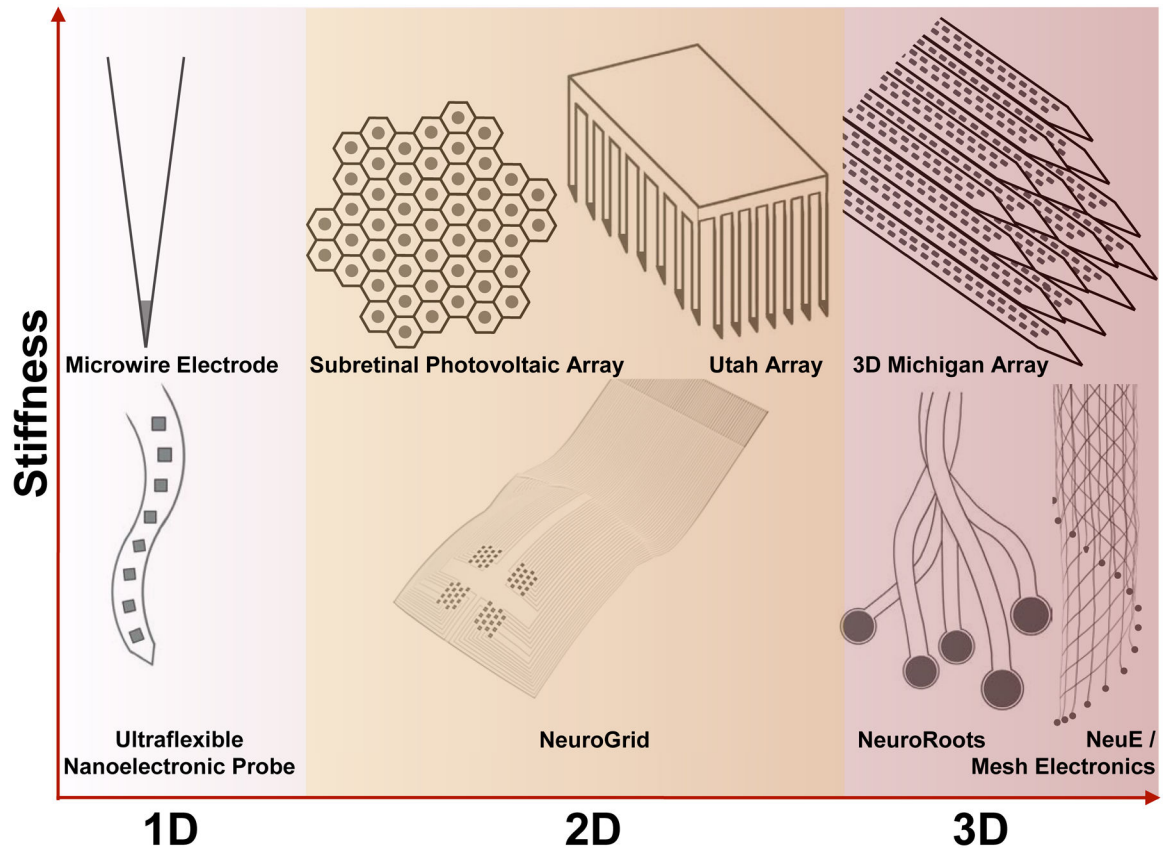 Stiffness
Microwire Electrode
Subretinal Photovoltaic Array
Utah Array
3D Michigan Array
Ultraflexible
Nanoelectronic Probe
NeuroGrid
NeuroRoots
NeuE /
Mesh Electronics
1D
2D
3D